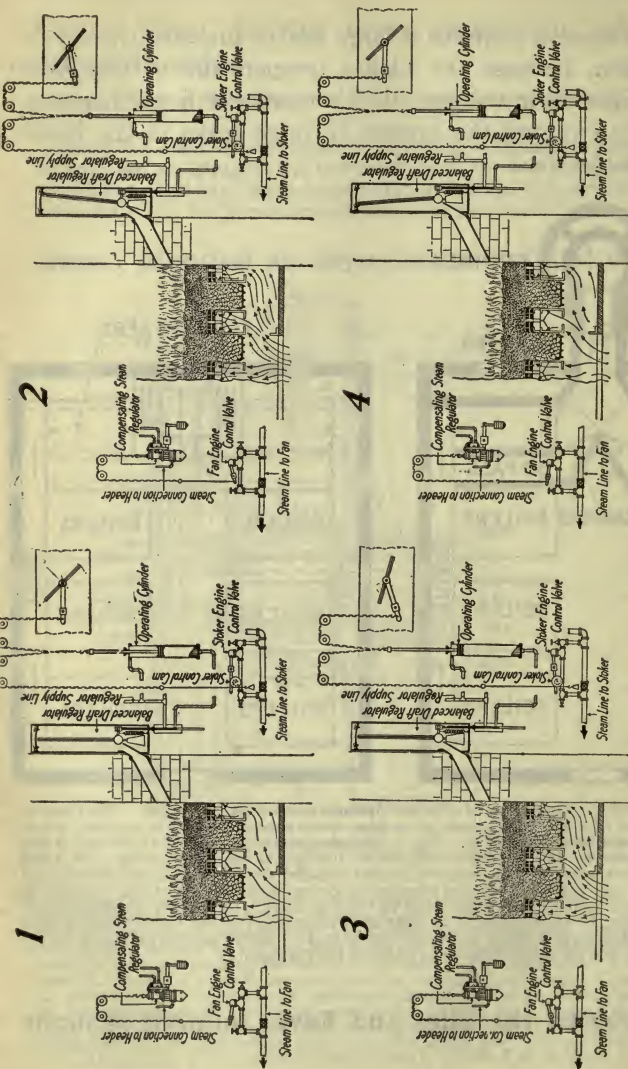 1
Compensating Steam
Regulator
Steam Connection to Header
Fan Engine
Control Valve
Steam Line to Fan
Balanced Draft Regulator
Regulator Supply Line
Operating Cylinder
Stoker Control Cam
Stoker Engine
Control Valve
Steam Line to Stoker
2
Compensating Steam
Regulator
Steam Connection to Header
Fan Engine
Control Valve
Steam Line to Fan
Balanced Draft Regulator
Regulator Supply Line
Operating Cylinder
Stoker Control Cam
Stoker Engine
Control Valve
Steam Line to Stoker
3
Compensating Steam
Regulator
Steam Connection to Header
Fan Engine
Control Valve
Steam Line to Fan
Balanced Draft Regulator
Regulator Supply Line
Operating Cylinder
Stoker Control Cam
Stoker Engine
Control Valve
Steam Line to Stoker
4
Compensating Steam
Regulator
Steam Connection to Header
Fan Engine
Control Valve
Steam Line to Fan
Balanced Draft Regulator
Regulator Supply Line
Operating Cylinder
Stoker Control Cam
Stoker Engine
Control Valve
Steam Line to Stoker